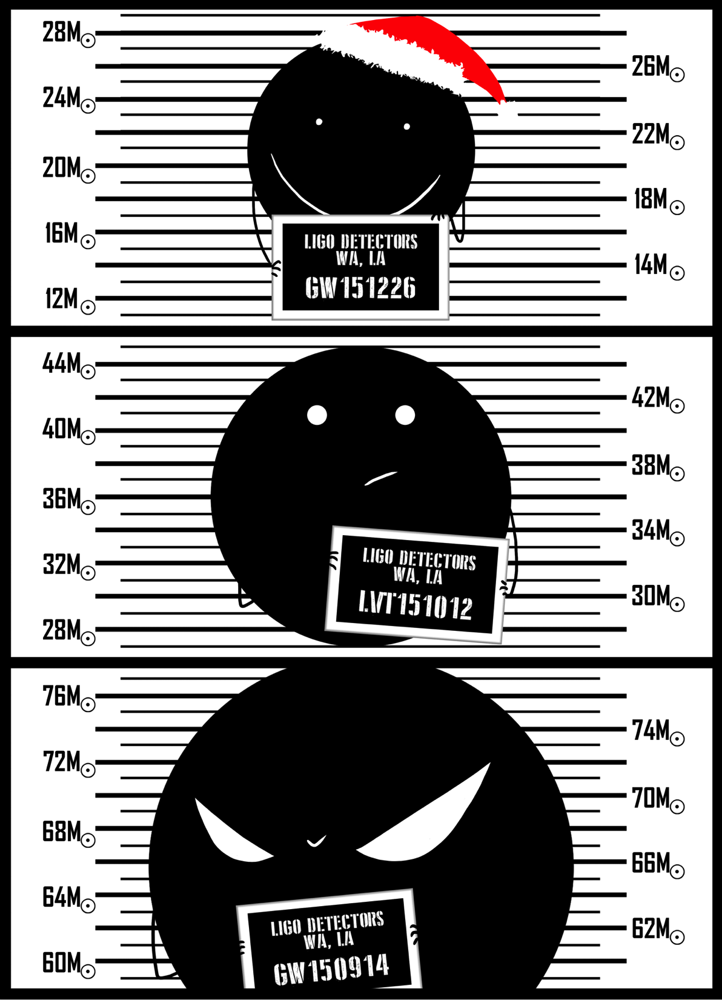 28M☉
26M☉
24M☉
22M☉
20M☉
18M☉
16M☉
14M☉
12M☉
LIGO DETECTORS
WA, LA
GW151226
44M☉
42M☉
40M☉
38M☉
36M☉
34M☉
32M☉
30M☉
28M☉
LIGO DETECTORS
WA, LA
LVT151012
76M☉
74M☉
72M☉
70M☉
68M☉
66M☉
64M☉
62M☉
60M☉
LIGO DETECTORS
WA, LA
GW150914